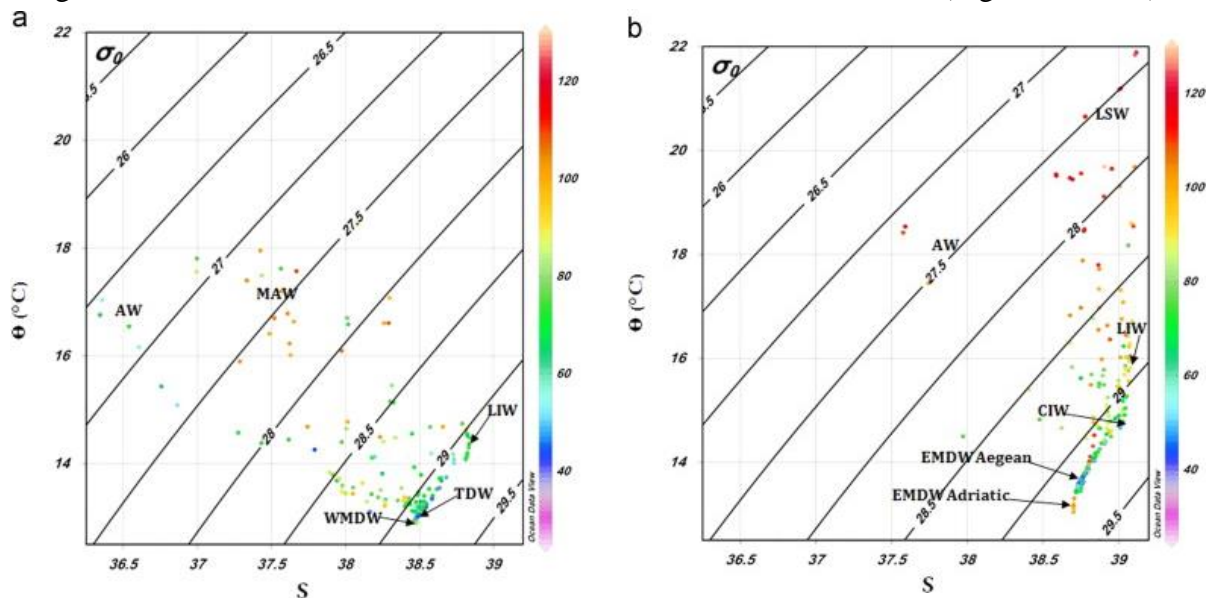 a
b
σ₀
22
20
18
16
14
Θ (°C)
36.5
37
37.5
38
38.5
39
S
26
26.5
27
27.5
28
28.5
29
29.5
AW
MAW
LIW
TDW
WMDW
120
100
80
60
40
Ocean Data View
σ₀
22
20
18
16
14
Θ (°C)
36.5
37
37.5
38
38.5
39
S
26
26.5
27
27.5
28
28.5
29
29.5
LSW
AW
LIW
CIW
EMDW Aegean
EMDW Adriatic
120
100
80
60
40
Ocean Data View